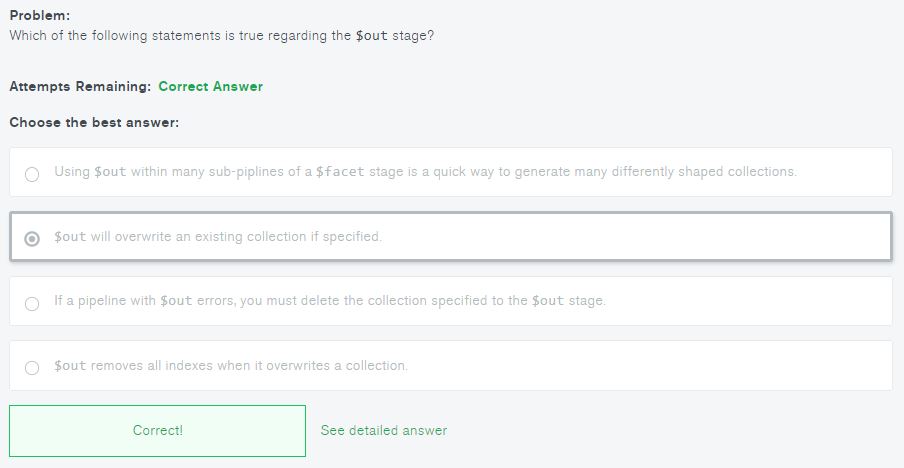 Problem:
Which of the following statements is true regarding the $out stage?
Attempts Remaining: Correct Answer
Choose the best answer:
Using $out within many sub-piplines of a $facet stage is a quick way to generate many differently shaped collections.
$out will overwrite an existing collection if specified.
If a pipeline with $out errors, you must delete the collection specified to the $out stage.
$out removes all indexes when it overwrites a collection.
Correct! See detailed answer